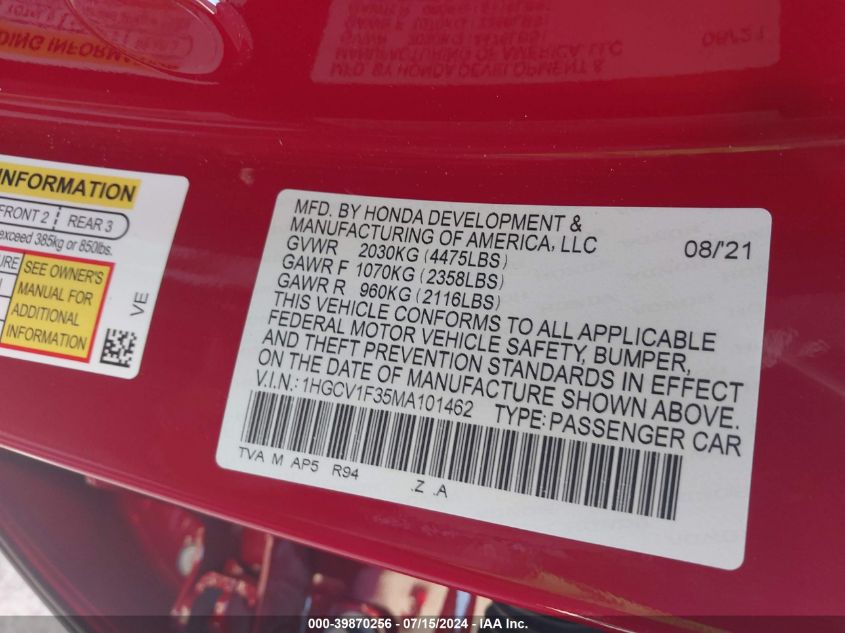 INFORMATION
FRONT 2 REAR 3
exceed 385kg or 850lbs.
SEE OWNER'S
MANUAL FOR
ADDITIONAL
INFORMATION
VE
MFD. BY HONDA DEVELOPMENT &
MANUFACTURING OF AMERICA, LLC 08/'21
GVWR 2030KG (4475LBS)
GAWR F 1070KG (2358LBS)
GAWR R 960KG (2116LBS)
THIS VEHICLE CONFORMS TO ALL APPLICABLE
FEDERAL MOTOR VEHICLE SAFETY, BUMPER,
AND THEFT PREVENTION STANDARDS IN EFFECT
ON THE DATE OF MANUFACTURE SHOWN ABOVE.
V.I.N.: 1HGCV1F35MA101462 TYPE: PASSENGER CAR
TVA M AP5 R94 .Z .A
000-39870256 - 07/15/2024 - IAA Inc.